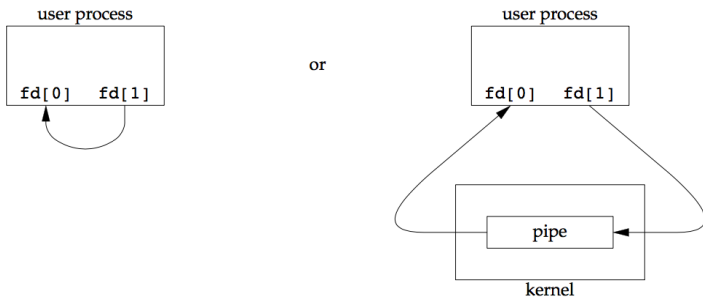 user process
fd[0] fd[1]
or
user process
fd[0] fd[1]
pipe
kernel